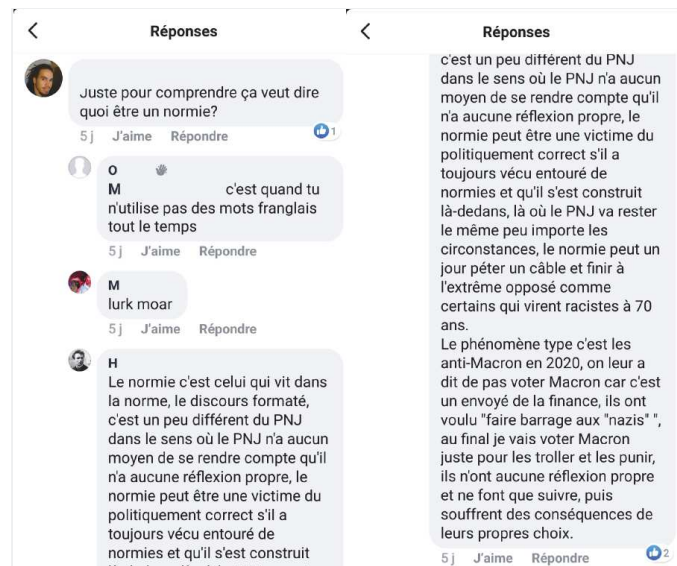 Réponses
Juste pour comprendre ça veut dire
quoi être un normie?
5 j J'aime Répondre
1
O
M c'est quand tu
n'utilise pas des mots franglais
tout le temps
5 j J'aime Répondre
M
lurk moar
5 j J'aime Répondre
H
Le normie c'est celui qui vit dans
la norme, le discours formaté,
c'est un peu différent du PNJ
dans le sens où le PNJ n'a aucun
moyen de se rendre compte qu'il
n'a aucune réflexion propre, le
normie peut être une victime du
politiquement correct s'il a
toujours vécu entouré de
normies et qu'il s'est construit
Réponses
c'est un peu différent du PNJ
dans le sens où le PNJ n'a aucun
moyen de se rendre compte qu'il
n'a aucune réflexion propre, le
normie peut être une victime du
politiquement correct s'il a
toujours vécu entouré de
normies et qu'il s'est construit
là-dedans, là où le PNJ va rester
le même peu importe les
circonstances, le normie peut un
jour péter un câble et finir à
l'extrême opposé comme
certains qui virent racistes à 70
ans.
Le phénomène type c'est les
anti-Macron en 2020, on leur a
dit de pas voter Macron car c'est
un envoyé de la finance, ils ont
voulu "faire barrage aux "nazis" ",
au final je vais voter Macron
juste pour les troller et les punir,
ils n'ont aucune réflexion propre
et ne font que suivre, puis
souffrent des conséquences de
leurs propres choix.
5 j J'aime Répondre
2